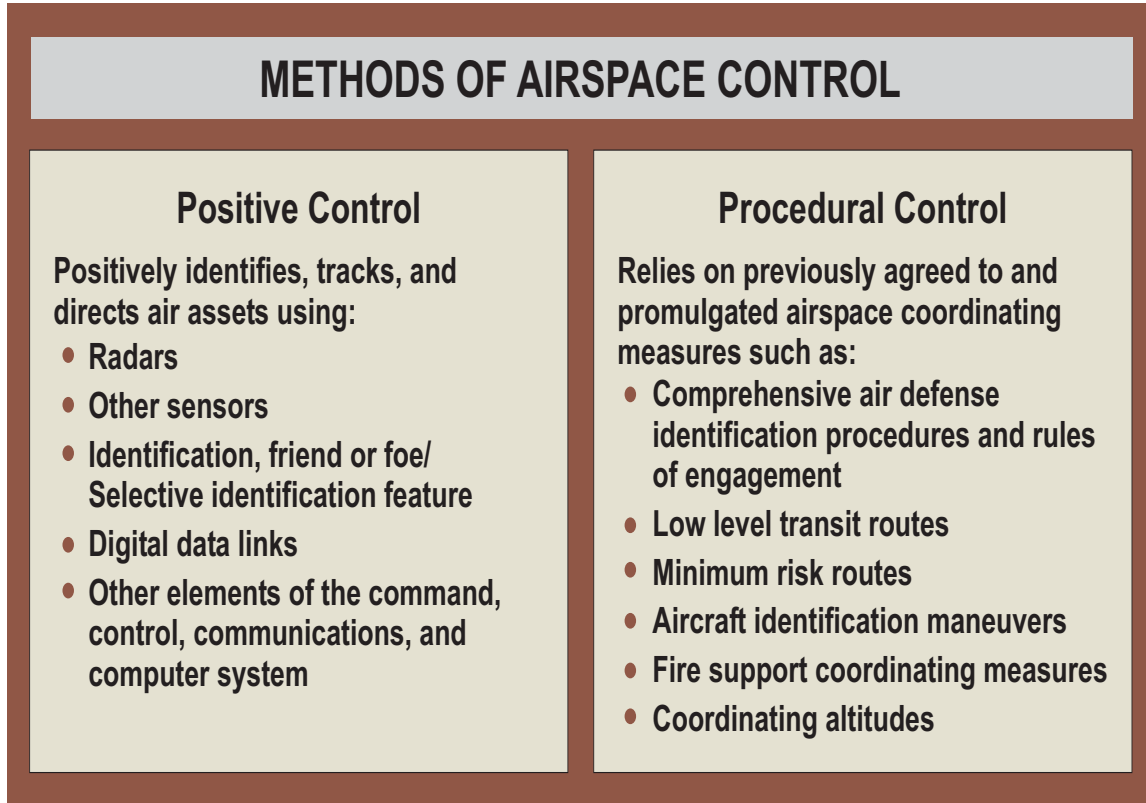 METHODS OF AIRSPACE CONTROL
Positive Control
Positively identifies, tracks, and
directs air assets using:
• Radars
• Other sensors
• Identification, friend or foe/
Selective identification feature
• Digital data links
• Other elements of the command,
control, communications, and
computer system
Procedural Control
Relies on previously agreed to and
promulgated airspace coordinating
measures such as:
• Comprehensive air defense
identification procedures and rules
of engagement
• Low level transit routes
• Minimum risk routes
• Aircraft identification maneuvers
• Fire support coordinating measures
• Coordinating altitudes